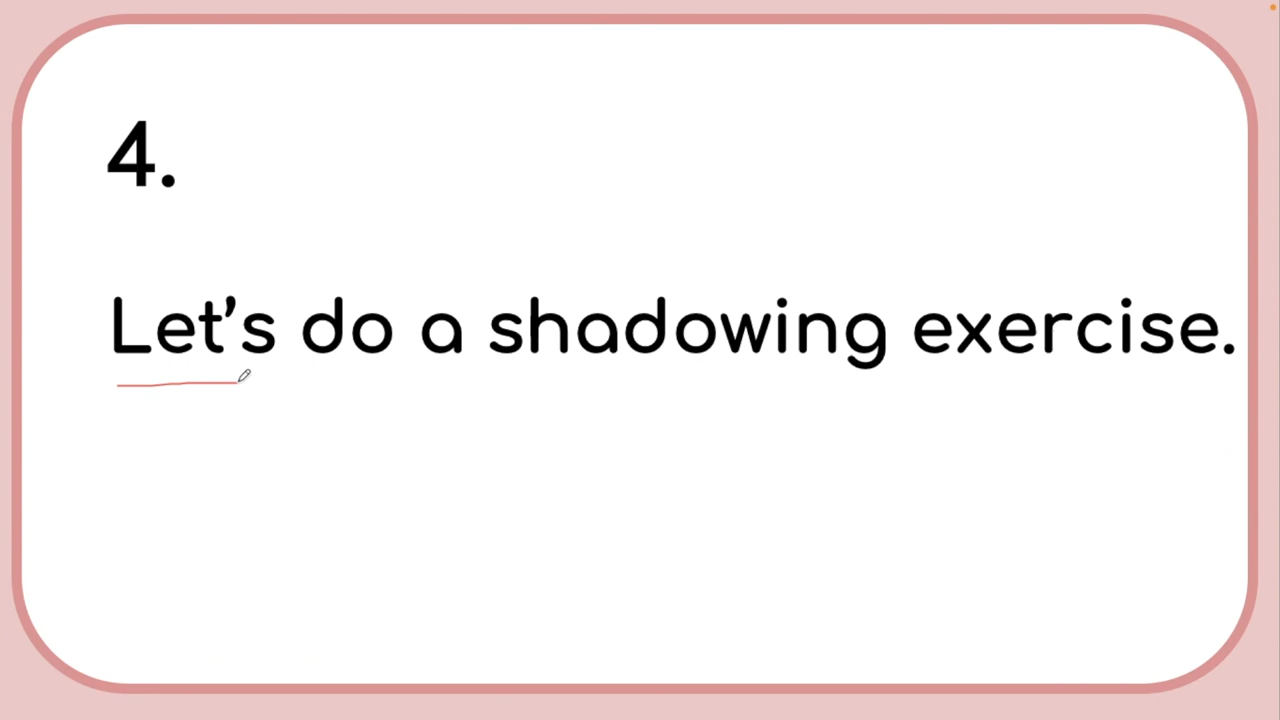 4.
Let’s do a shadowing exercise.